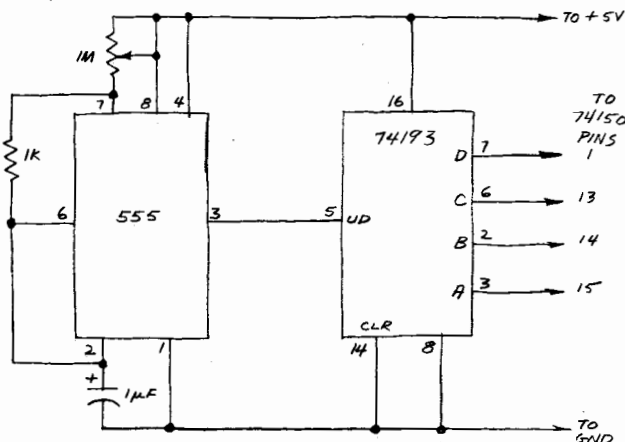 TO +5V
1M
7
8
4
16
TO
74150
PINS
74193
D
7
1
1K
C
6
13
6
555
3
5
UD
B
2
14
A
3
15
CLR
2
1
14
8
+
1µF
TO
GND